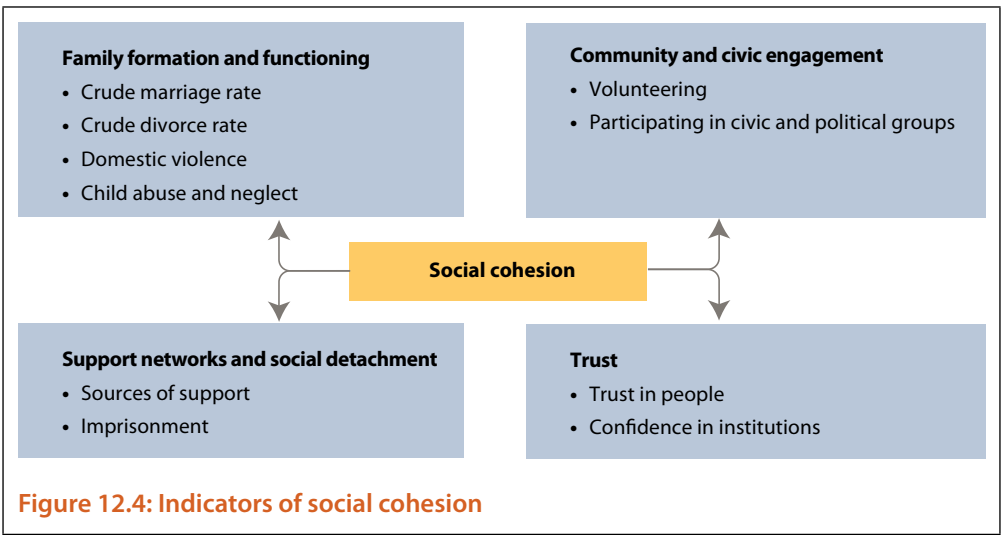 Family formation and functioning
• Crude marriage rate
• Crude divorce rate
• Domestic violence
• Child abuse and neglect
Community and civic engagement
• Volunteering
• Participating in civic and political groups
Social cohesion
Support networks and social detachment
• Sources of support
• Imprisonment
Trust
• Trust in people
• Confidence in institutions
Figure 12.4: Indicators of social cohesion